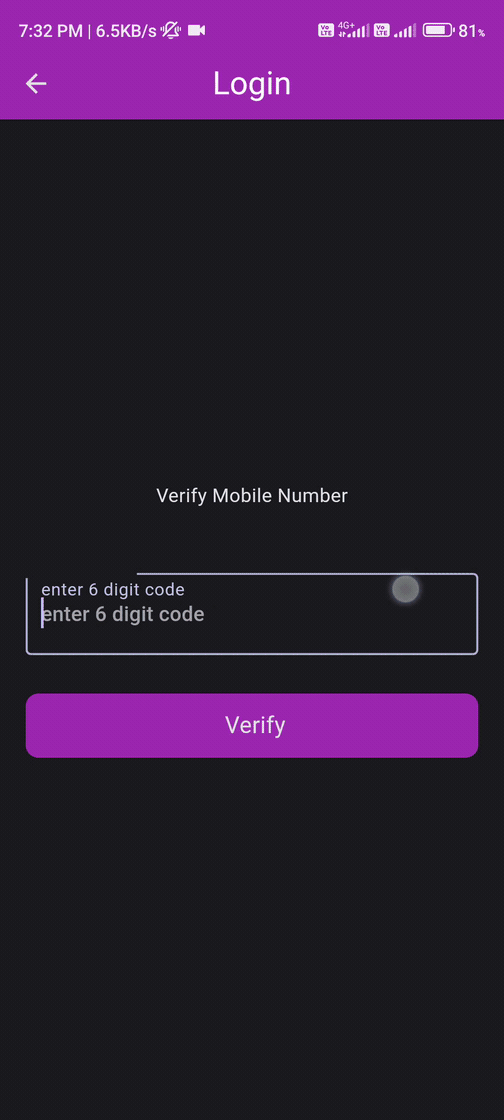 7:32 PM | 6.5KB/s Vo LTE 4G+ Vo LTE 81%
Login
Verify Mobile Number
enter 6 digit code
enter 6 digit code
Verify